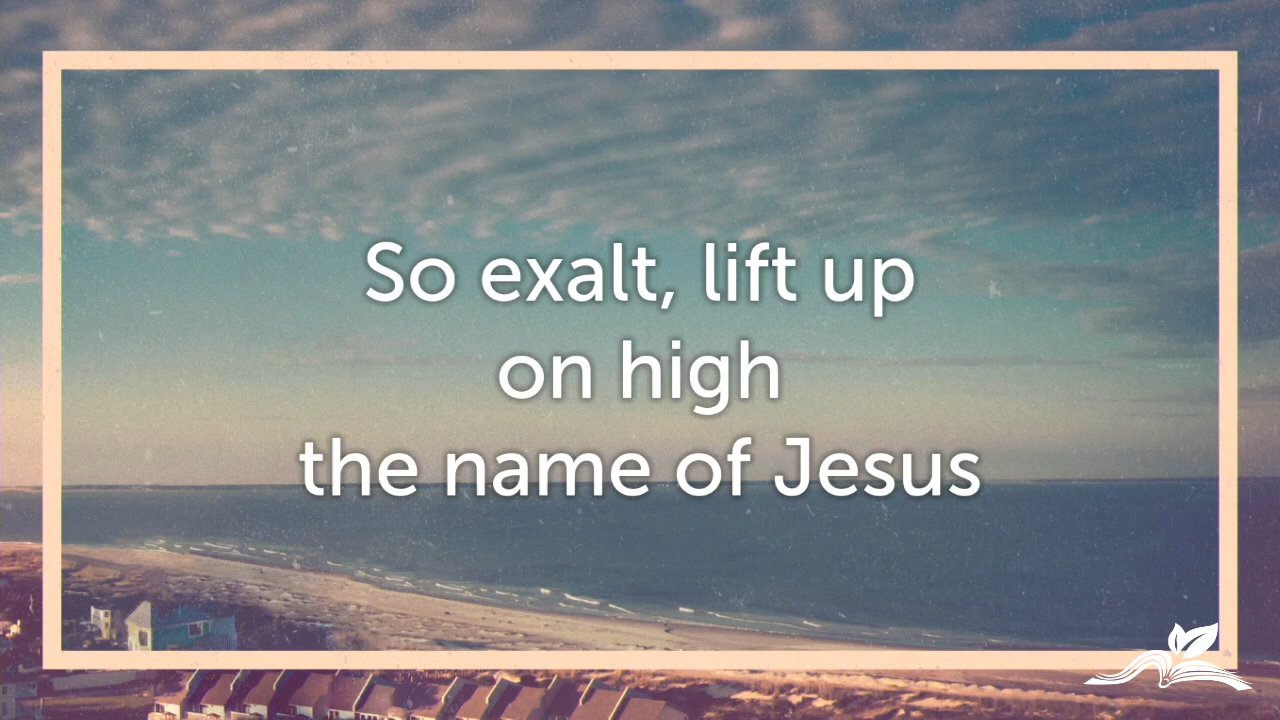 So exalt, lift up
on high
the name of Jesus